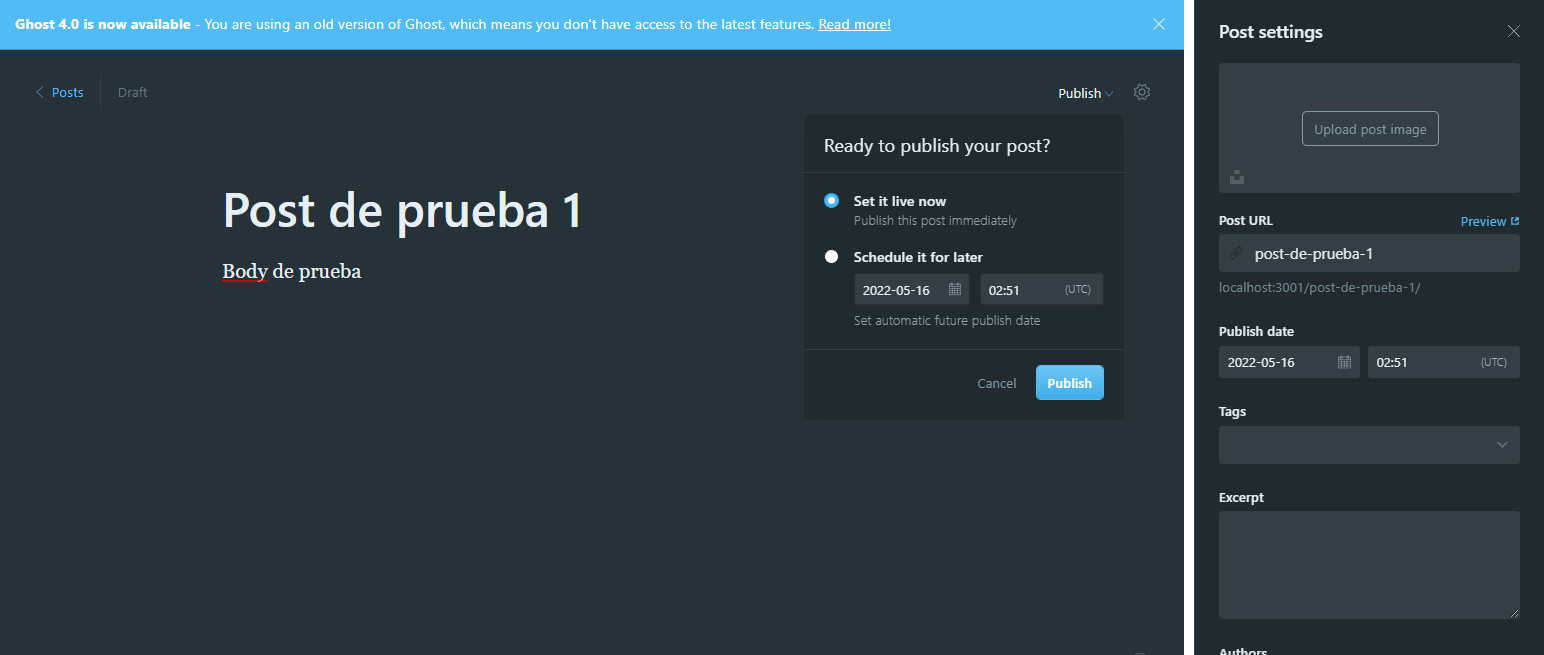 Ghost 4.0 is now available - You are using an old version of Ghost, which means you don't have access to the latest features. Read more!
Posts
Draft
Publish
Ready to publish your post?
Set it live now
Publish this post immediately
Schedule it for later
2022-05-16 02:51 (UTC)
Set automatic future publish date
Cancel Publish
Post de prueba 1
Body de prueba
Post settings
Upload post image
Post URL Preview
post-de-prueba-1
localhost:3001/post-de-prueba-1/
Publish date
2022-05-16 02:51 (UTC)
Tags
Excerpt
Authors